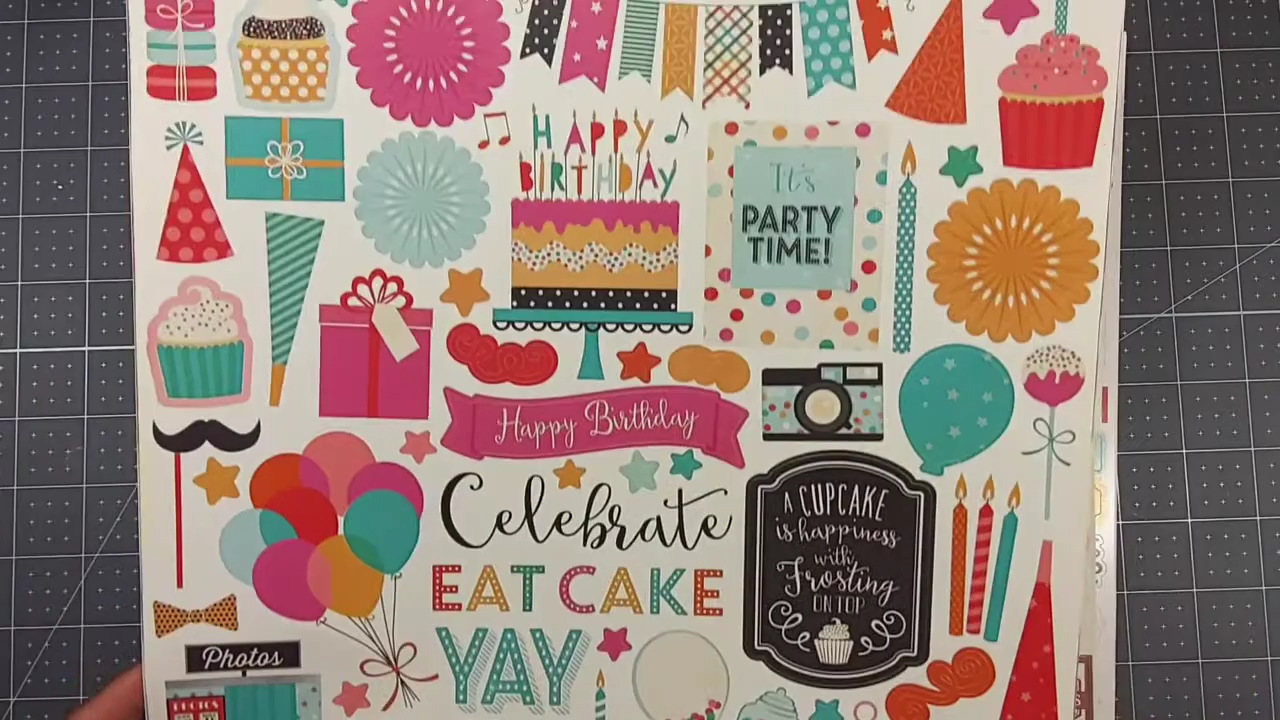 HAPPY
BIRTHDAY
It's
PARTY
TIME!
Happy Birthday
Celebrate
EAT CAKE
YAY
A CUPCAKE
is happiness
with
Frosting
ON TOP
Photos
PHOTOS